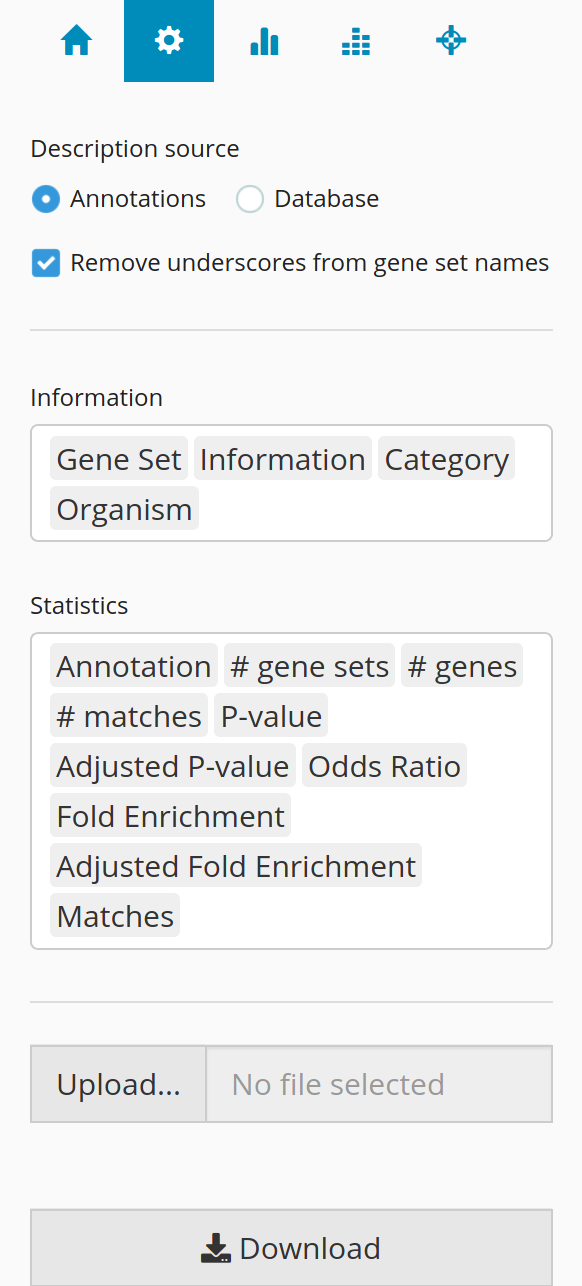 Description source
Annotations Database
Remove underscores from gene set names
Information
Gene Set Information Category
Organism
Statistics
Annotation # gene sets # genes
# matches P-value
Adjusted P-value Odds Ratio
Fold Enrichment
Adjusted Fold Enrichment
Matches
Upload... No file selected
Download